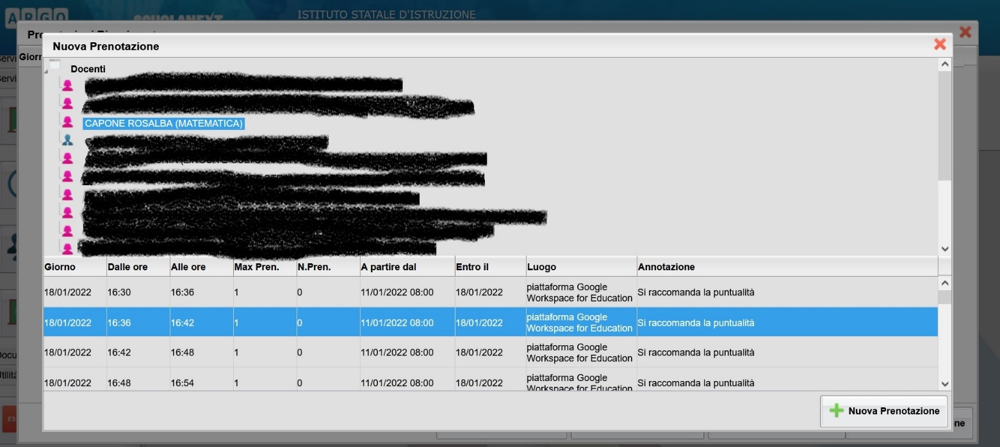 ARGO
SCUOLANEXT
ISTITUTO STATALE D'ISTRUZIONE
Nuova Prenotazione
Giorn
Docenti
CAPONE ROSALBA (MATEMATICA)
Giorno Dalle ore Alle ore Max Pren. N.Pren. A partire dal Entro il Luogo Annotazione
18/01/2022 16:30 16:36 1 0 11/01/2022 08:00 18/01/2022 piattaforma Google Workspace for Education Si raccomanda la puntualità
18/01/2022 16:36 16:42 1 0 11/01/2022 08:00 18/01/2022 piattaforma Google Workspace for Education Si raccomanda la puntualità
18/01/2022 16:42 16:48 1 0 11/01/2022 08:00 18/01/2022 piattaforma Google Workspace for Education Si raccomanda la puntualità
18/01/2022 16:48 16:54 1 0 11/01/2022 08:00 18/01/2022 piattaforma Google Workspace for Education Si raccomanda la puntualità
Nuova Prenotazione
ne